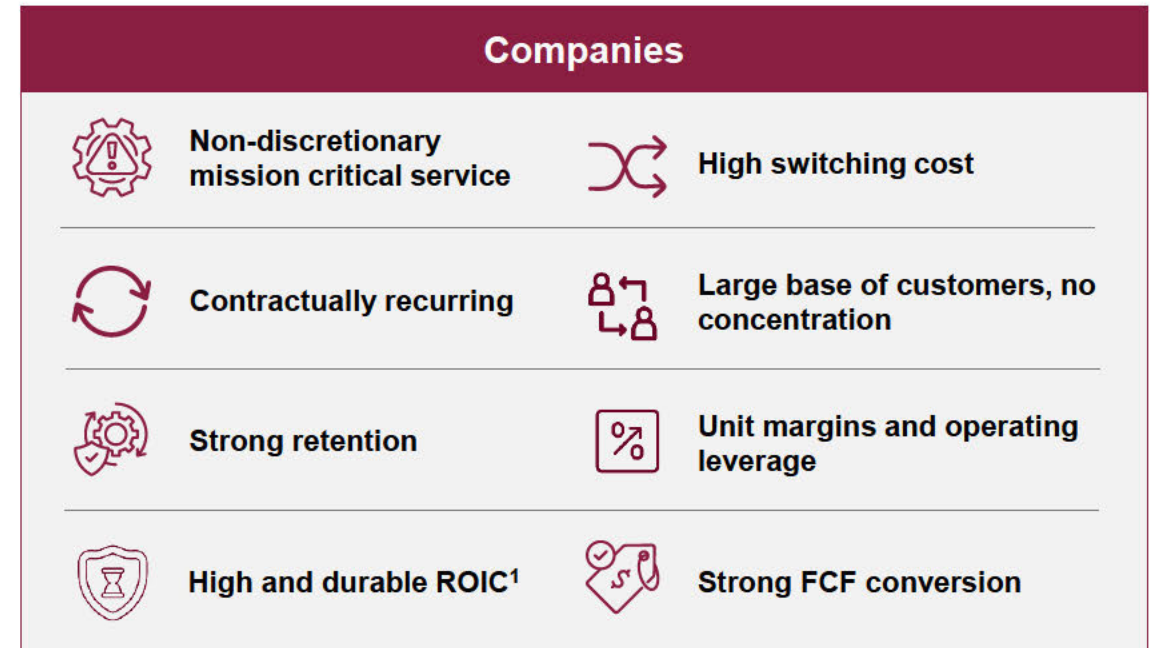 Companies
Non-discretionary
mission critical service
High switching cost
Contractually recurring
Large base of customers, no
concentration
Strong retention
Unit margins and operating
leverage
High and durable ROIC¹
Strong FCF conversion